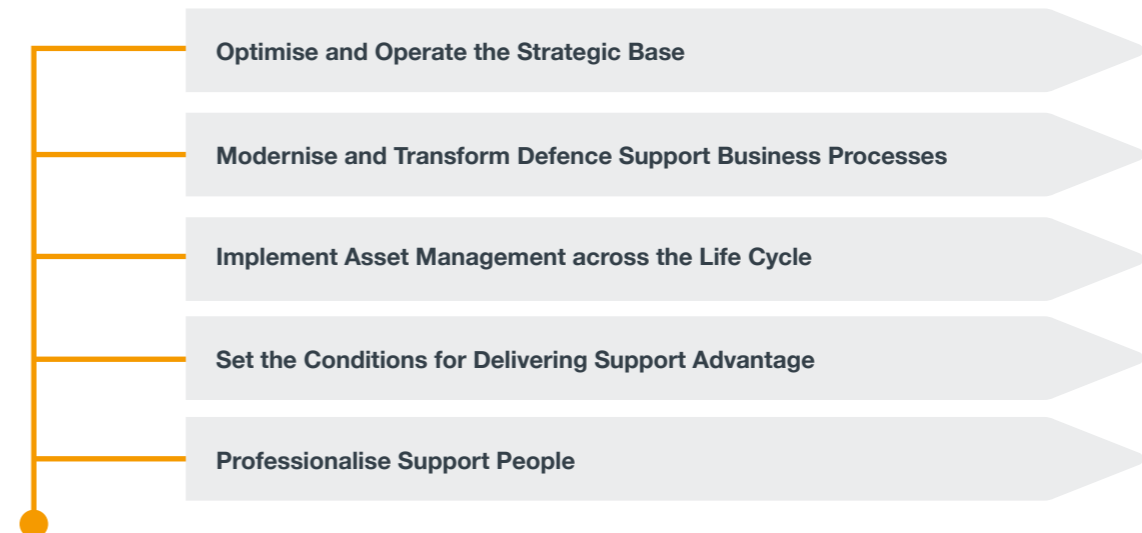 Optimise and Operate the Strategic Base
Modernise and Transform Defence Support Business Processes
Implement Asset Management across the Life Cycle
Set the Conditions for Delivering Support Advantage
Professionalise Support People